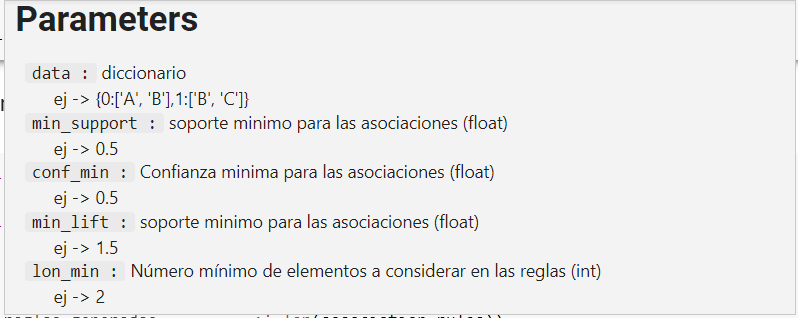 Parameters
data : diccionario
ej -> {0:['A', 'B'],1:['B', 'C']}
min_support : soporte minimo para las asociaciones (float)
ej -> 0.5
conf_min : Confianza minima para las asociaciones (float)
ej -> 0.5
min_lift : soporte minimo para las asociaciones (float)
ej -> 1.5
lon_min : Número mínimo de elementos a considerar en las reglas (int)
ej -> 2